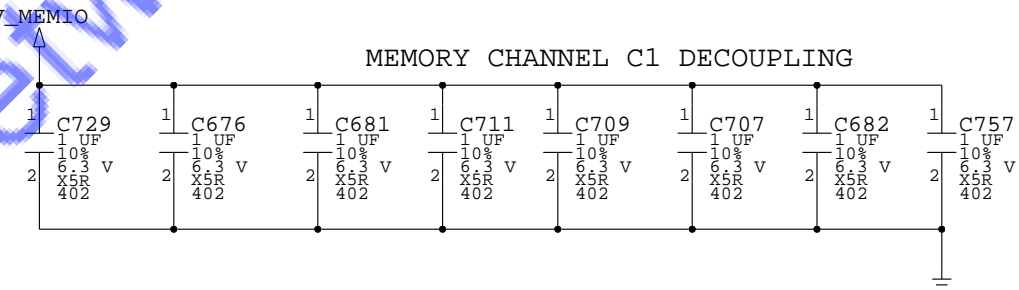 V_MEMIO
MEMORY CHANNEL C1 DECOUPLING
1 C729
1 UF
10%
6.3 V
2 X5R
402
1 C676
1 UF
10%
6.3 V
2 X5R
402
1 C681
1 UF
10%
6.3 V
2 X5R
402
1 C711
1 UF
10%
6.3 V
2 X5R
402
1 C709
1 UF
10%
6.3 V
2 X5R
402
1 C707
1 UF
10%
6.3 V
2 X5R
402
1 C682
1 UF
10%
6.3 V
2 X5R
402
1 C757
1 UF
10%
6.3 V
2 X5R
402